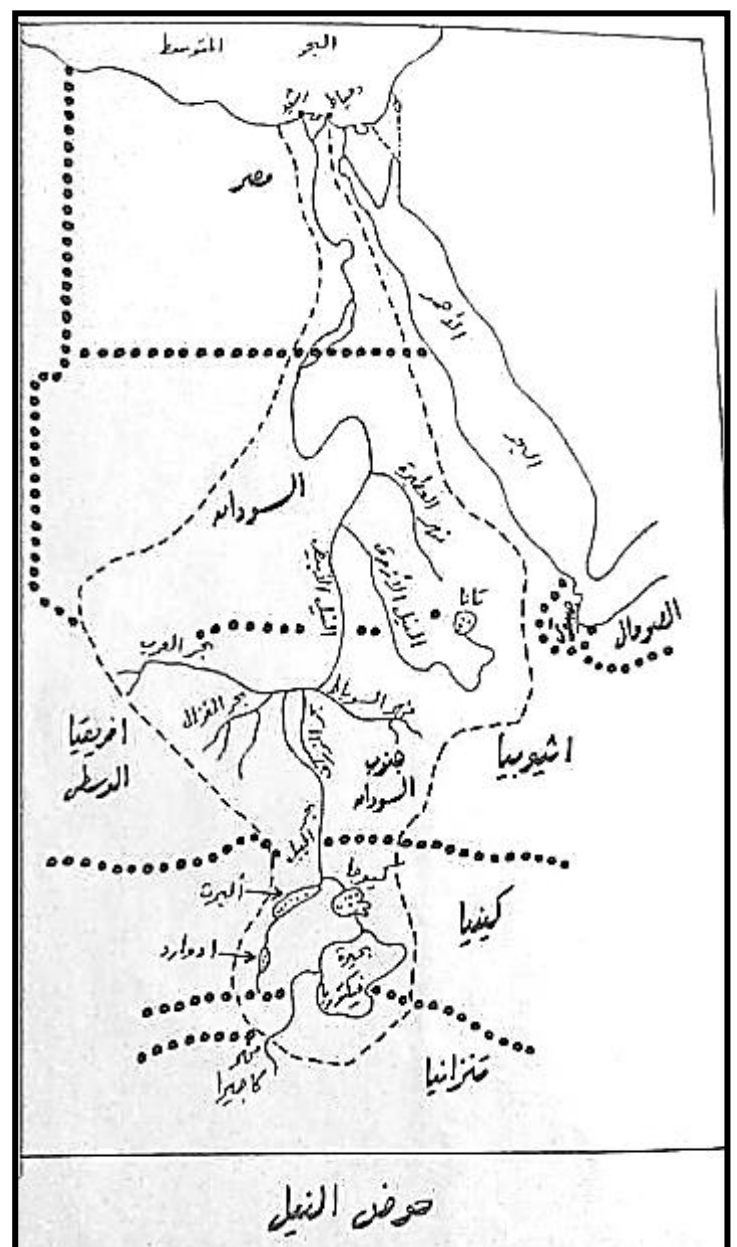 البحر المتوسط
دمياط
مصر
الأحمر
البحر
السودان
نهر العطبرة
النيل الأبيض
النيل الأزرق
تانا
الصومال
بحر العرب
بحر الغزال
نهر السوباط
افريقيا
الوسطى
جنوب
السودان
اثيوبيا
بحر
الجبل
كيوجا
ألبرت
ادوارد
كينيا
بحيرة
فيكتوريا
نهر
كاجيرا
تنزانيا
حوض النيل